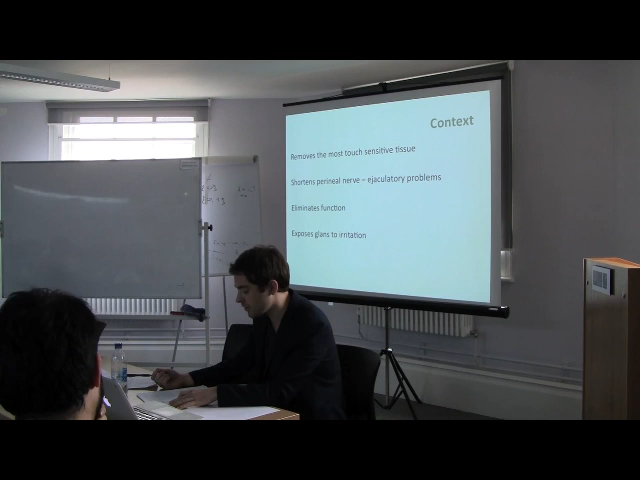 Context
Removes the most touch sensitive tissue
Shortens perineal nerve – ejaculatory problems
Eliminates function
Exposes glans to irritation